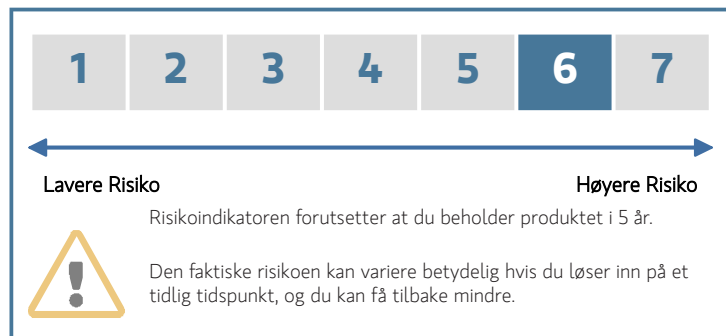 1 2 3 4 5 6 7
Lavere Risiko Høyere Risiko
Risikoindikatoren forutsetter at du beholder produktet i 5 år.
Den faktiske risikoen kan variere betydelig hvis du løser inn på et
tidlig tidspunkt, og du kan få tilbake mindre.